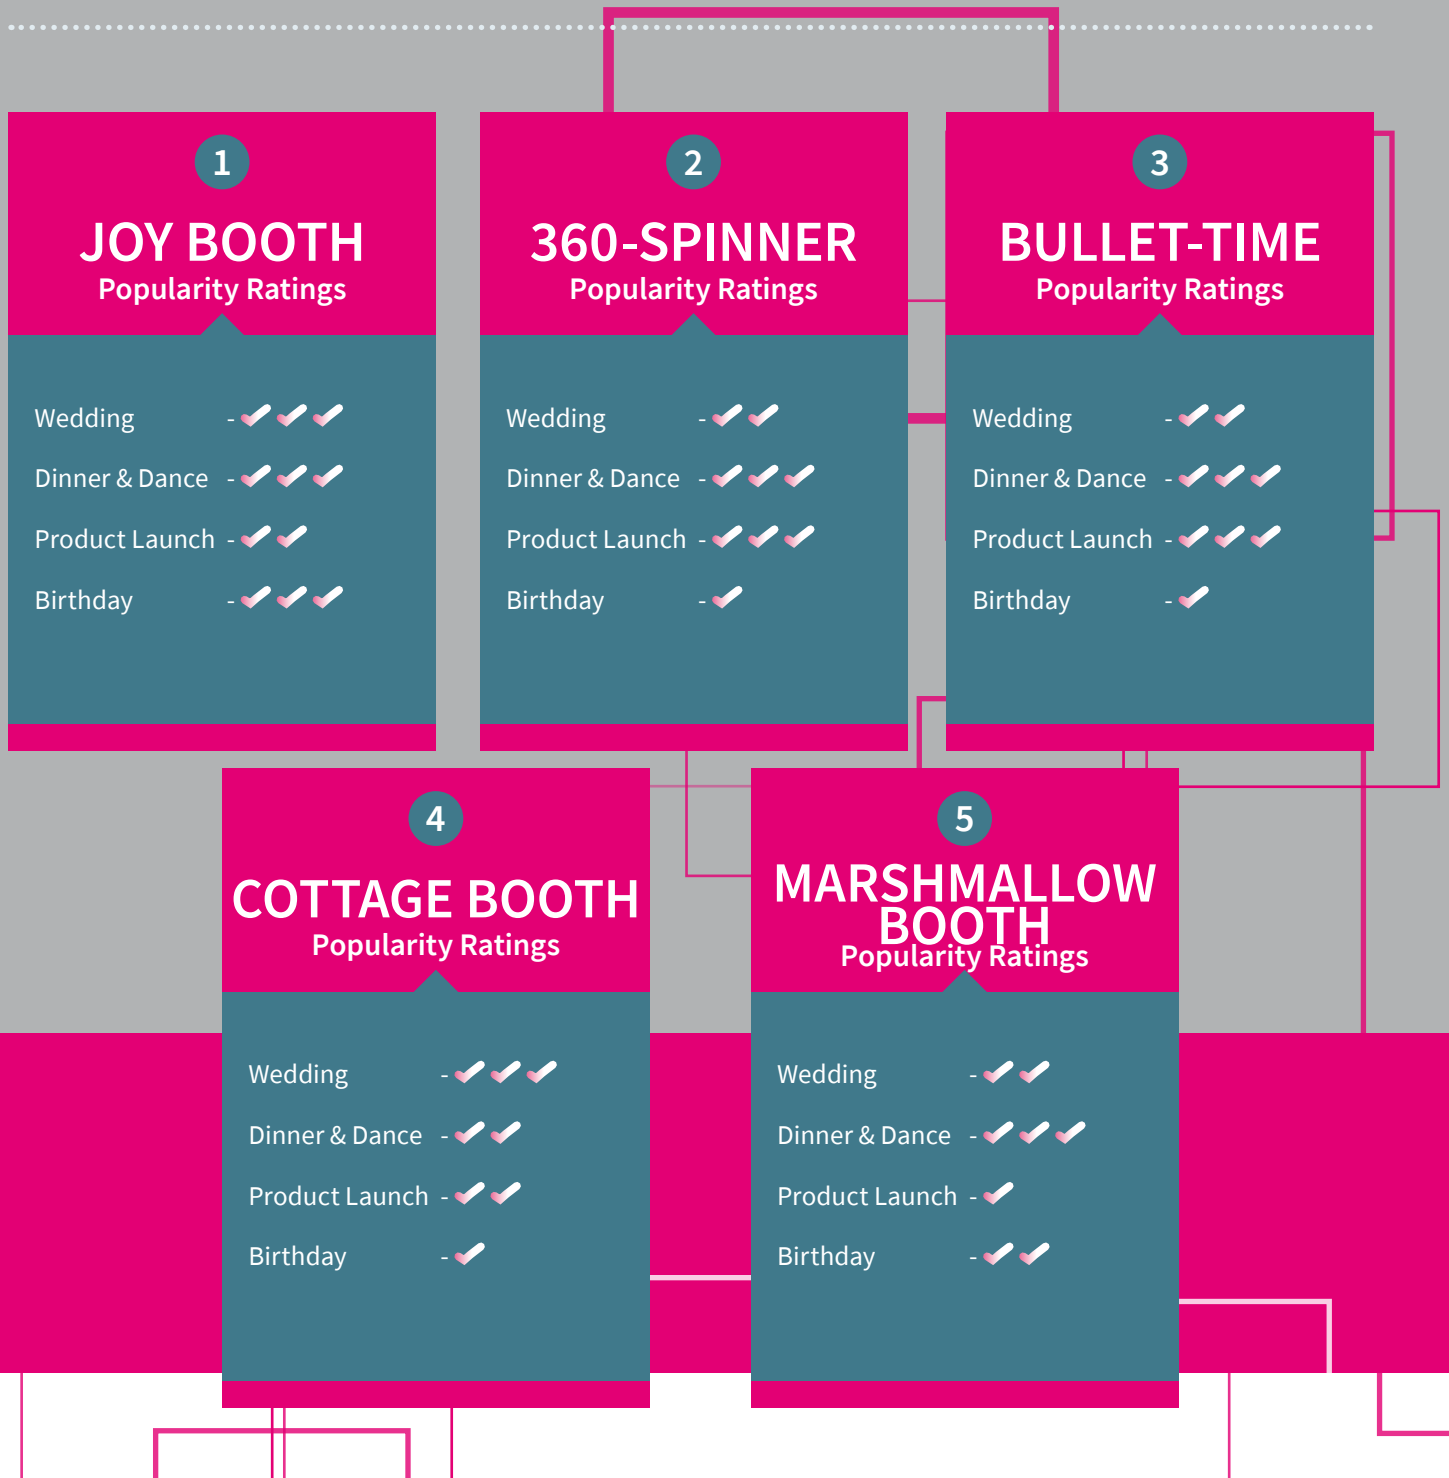 1
JOY BOOTH
Popularity Ratings
Wedding -
Dinner & Dance -
Product Launch -
Birthday -
2
360-SPINNER
Popularity Ratings
Wedding -
Dinner & Dance -
Product Launch -
Birthday -
3
BULLET-TIME
Popularity Ratings
Wedding -
Dinner & Dance -
Product Launch -
Birthday -
4
COTTAGE BOOTH
Popularity Ratings
Wedding -
Dinner & Dance -
Product Launch -
Birthday -
5
MARSHMALLOW
BOOTH
Popularity Ratings
Wedding -
Dinner & Dance -
Product Launch -
Birthday -